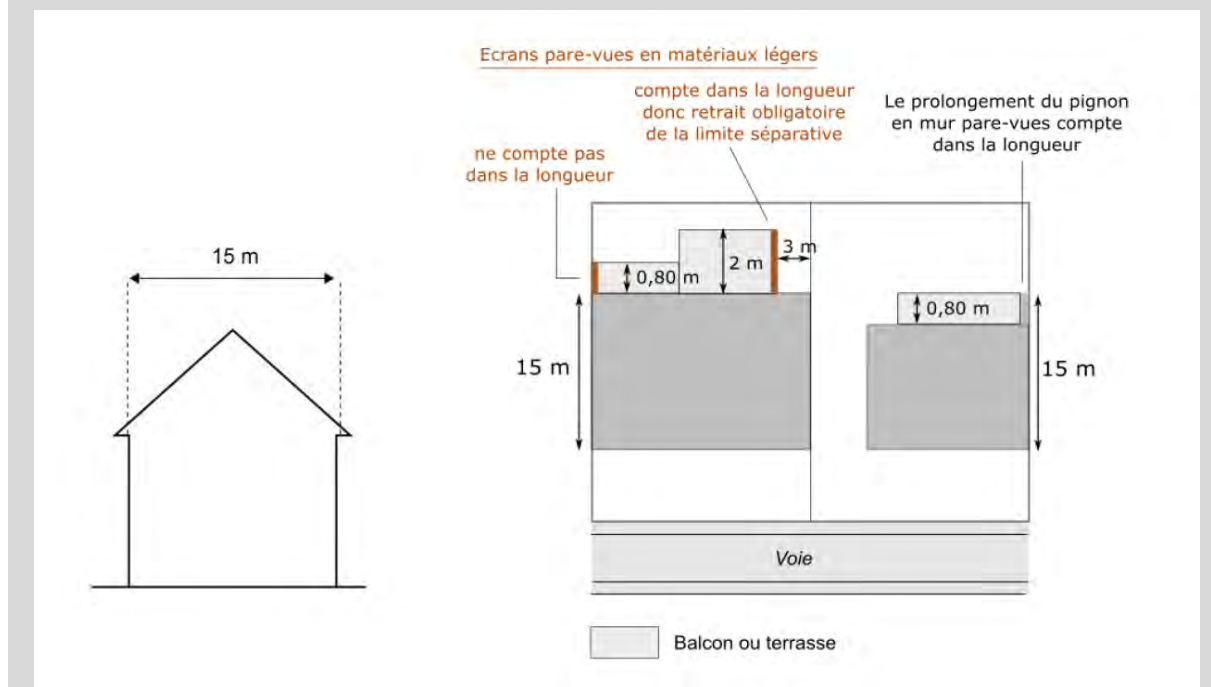 Ecrans pare-vues en matériaux légers
compte dans la longueur
donc retrait obligatoire
de la limite séparative
Le prolongement du pignon
en mur pare-vues compte
dans la longueur
ne compte pas
dans la longueur
15 m
3 m
2 m
0,80 m
0,80 m
15 m
15 m
Voie
Balcon ou terrasse